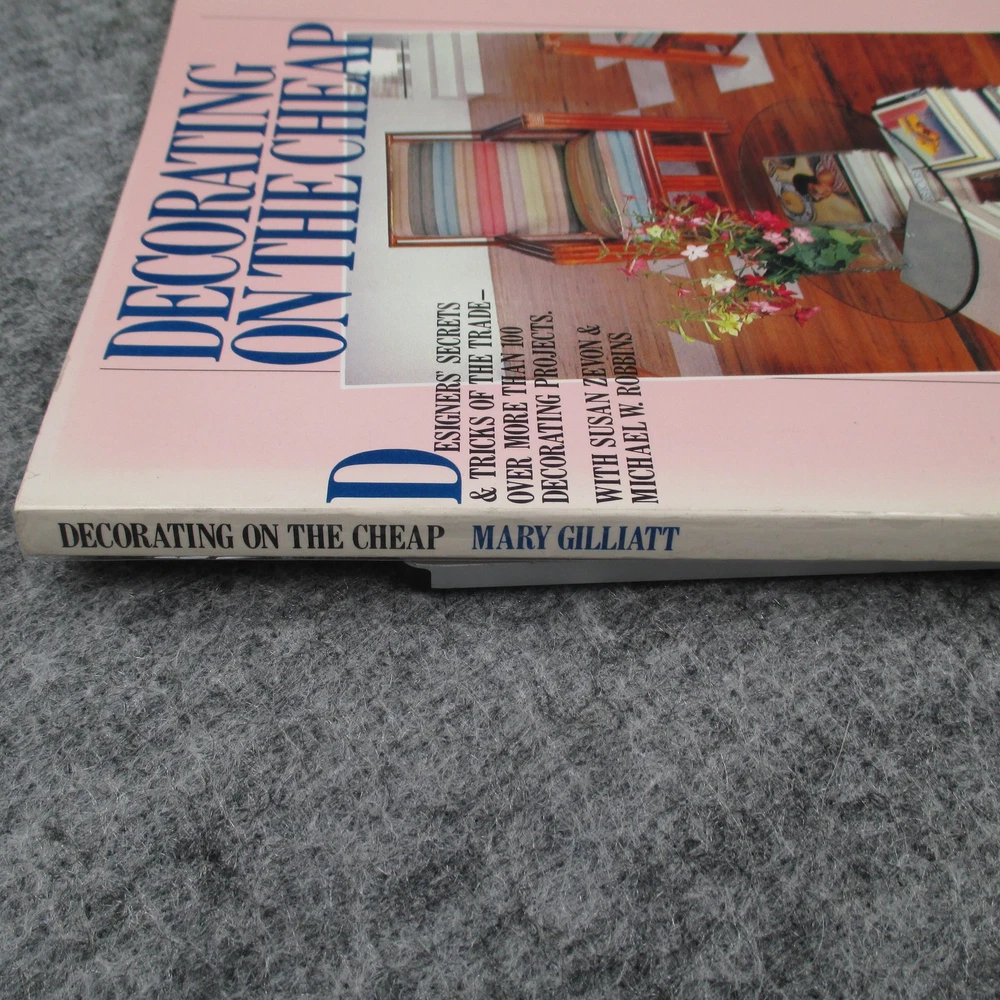 DECORATING
ON THE CHEAP
DESIGNERS' SECRETS
& TRICKS OF THE TRADE–
OVER MORE THAN 100
DECORATING PROJECTS.
WITH SUSAN ZEVON &
MICHAEL W. ROBBINS
DECORATING ON THE CHEAP MARY GILLIATT